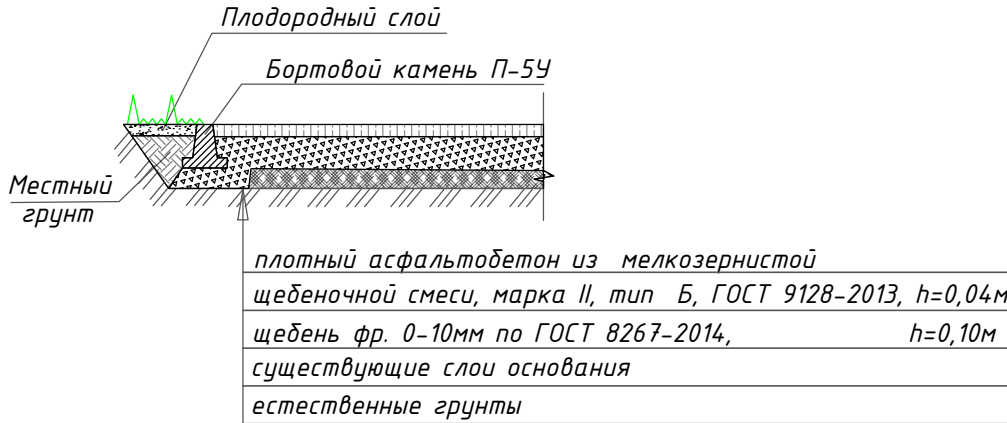 Плодородный слой
Бортовой камень П-5У
Местный
грунт
плотный асфальтобетон из мелкозернистой
щебеночной смеси, марка II, тип Б, ГОСТ 9128-2013, h=0,04м
щебень фр. 0-10мм по ГОСТ 8267-2014, h=0,10м
существующие слои основания
естественные грунты